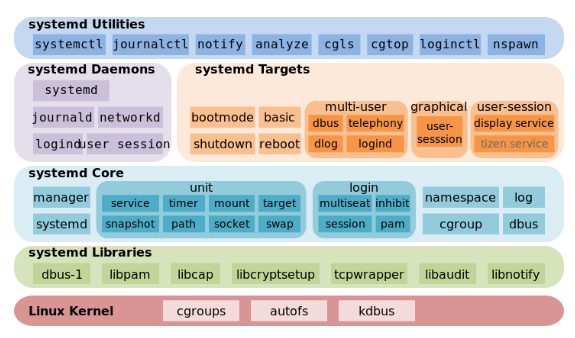 systemd Utilities
systemctl journalctl notify analyze cgls cgtop loginctl nspawn
systemd Daemons
systemd
journald networkd
logind user session
systemd Targets
bootmode basic
shutdown reboot
multi-user
dbus telephony
dlog logind
graphical
user-
sesssion
user-session
display service
tizen service
systemd Core
manager
systemd
unit
service timer mount target
snapshot path socket swap
login
multiseat inhibit
session pam
namespace log
cgroup dbus
systemd Libraries
dbus-1 libpam libcap libcryptsetup tcpwrapper libaudit libnotify
Linux Kernel
cgroups autofs kdbus